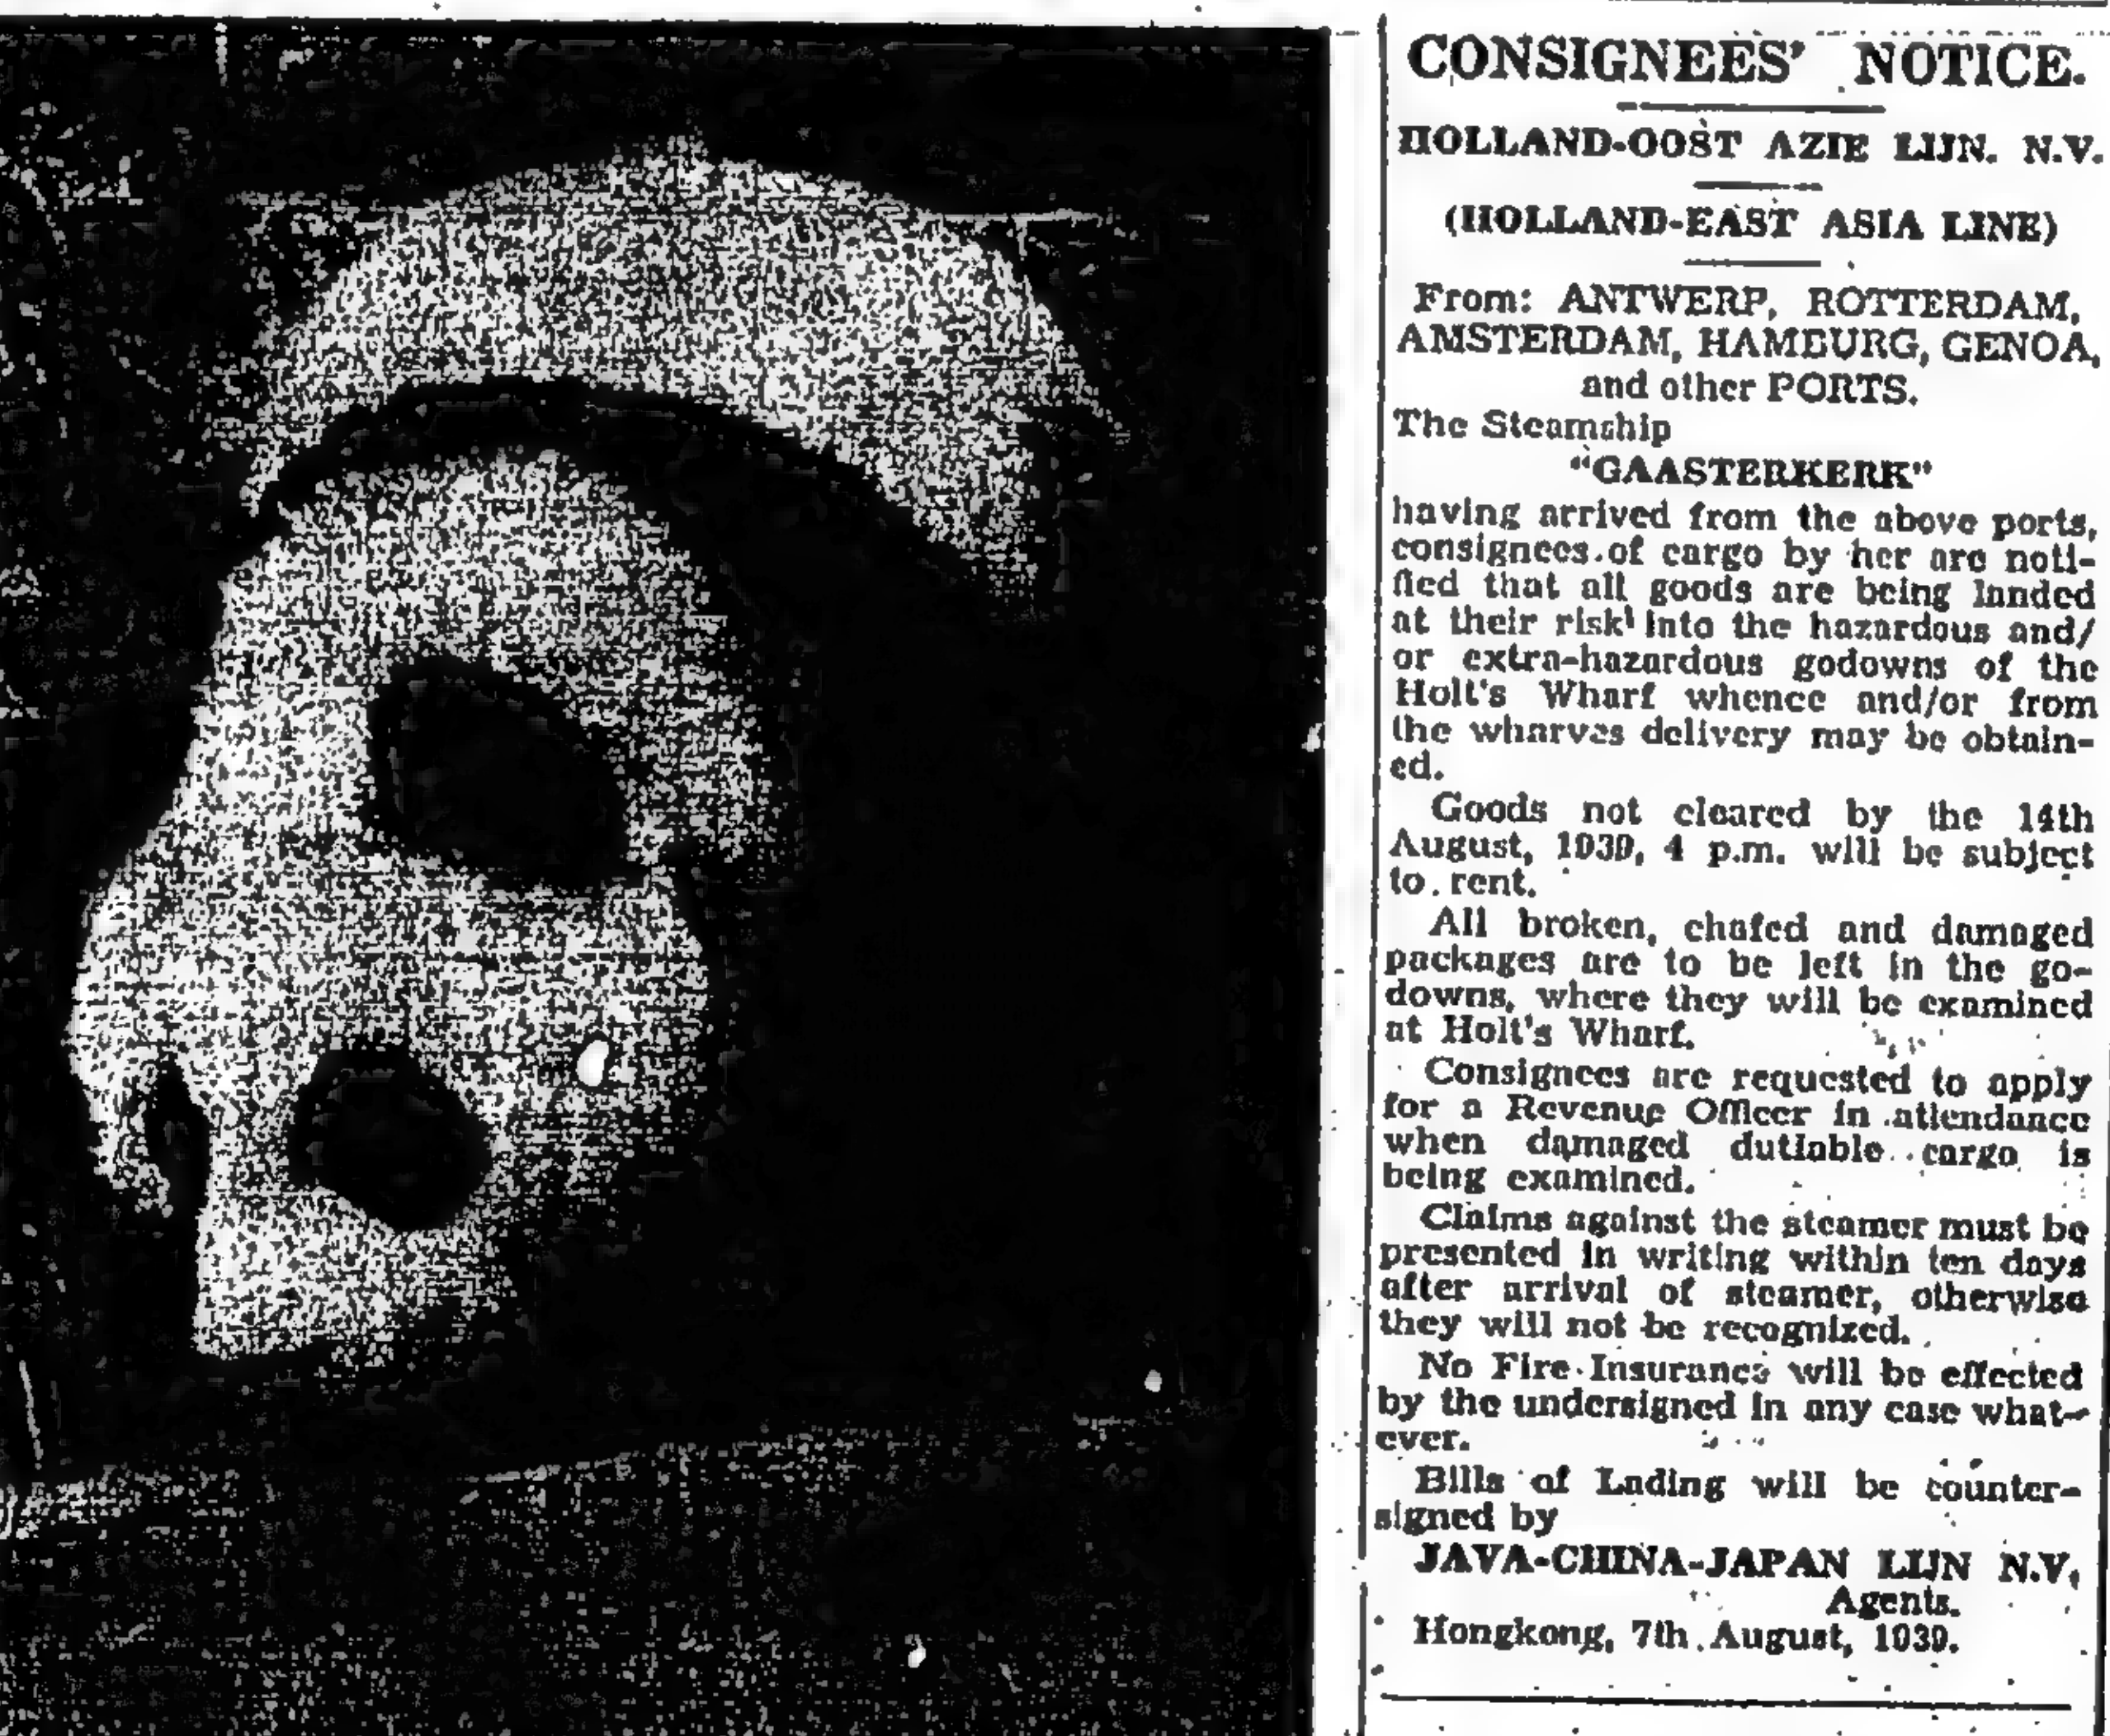 CONSIGNEES' NOTICE.
HOLLAND-OOST AZIE LIJN. N.V.
(HOLLAND-EAST ASIA LINE)
From: ANTWERP, ROTTERDAM,
AMSTERDAM, HAMBURG, GENOA,
and other PORTS.
The Steamship
"GAASTERKERK"
having arrived from the above ports,
consignees of cargo by her are noti-
fied that all goods are being landed
at their risk into the hazardous and/
or extra-hazardous godowns of the
Holt's Wharf whence and/or from
the wharves delivery may be obtain-
ed.
Goods not cleared by the 14th
August, 1939, 4 p.m. will be subject
to rent.
All broken, chafed and damaged
packages are to be left in the go-
downs, where they will be examined
at Holt's Wharf.
Consignees are requested to apply
for a Revenue Officer in attendance
when damaged dutiable cargo is
being examined.
Claims against the steamer must be
presented in writing within ten days
after arrival of steamer, otherwise
they will not be recognized.
No Fire Insurance will be effected
by the undersigned in any case what-
ever.
Bills of Lading will be counter-
signed by
JAVA-CHINA-JAPAN LIJN N.V.
Agents.
Hongkong, 7th August, 1939.